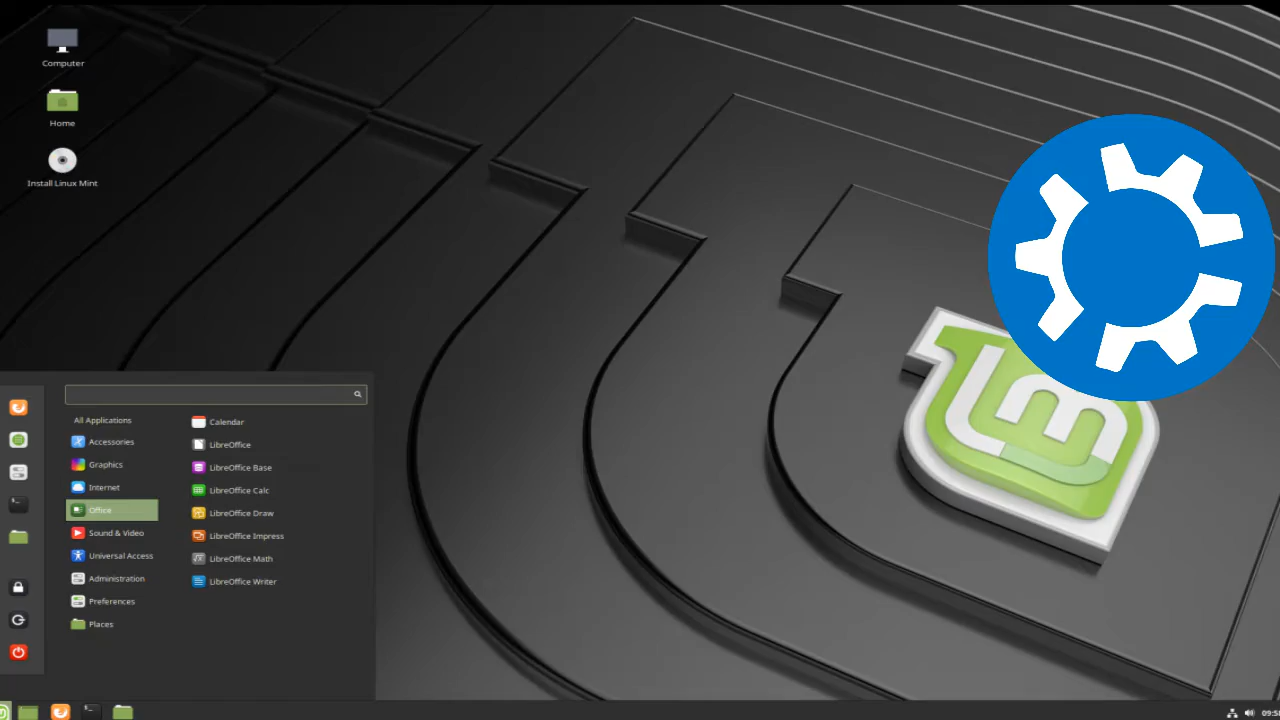 Computer
Home
Install Linux Mint
All Applications
Accessories
Graphics
Internet
Office
Sound & Video
Universal Access
Administration
Preferences
Places
Calendar
LibreOffice
LibreOffice Base
LibreOffice Calc
LibreOffice Draw
LibreOffice Impress
LibreOffice Math
LibreOffice Writer